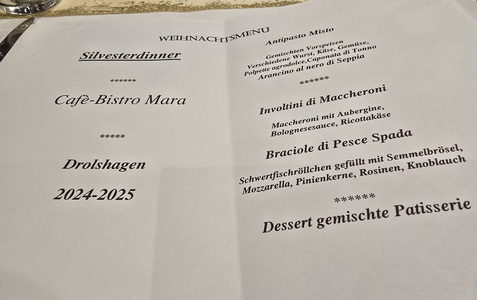 WEIHNACHTSMENU
Silvesterdinner
******
Cafè-Bistro Mara
*****
Drolshagen
2024-2025
Antipasto Misto
Gemischten Vorspeisen
Verschiedene Wurst, Käse, Gemüse,
Polpette agrodolce,Caponata di Tonno
Arancino al nero di Seppia
******
Involtini di Maccheroni
Maccheroni mit Aubergine,
Bolognesesauce, Ricottakäse
Braciole di Pesce Spada
Schwertfischröllchen gefüllt mit Semmelbrösel,
Mozzarella, Pinienkerne, Rosinen, Knoblauch
******
Dessert gemischte Patisserie